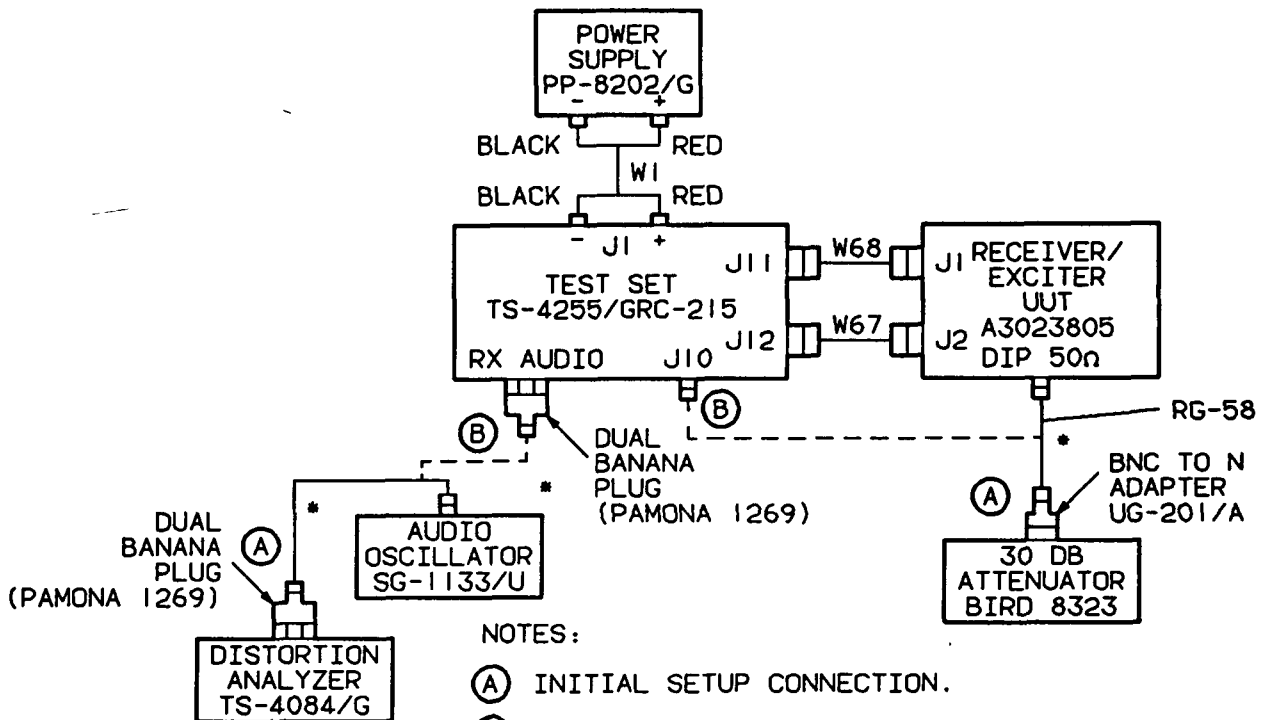 POWER
SUPPLY
PP-8202/G
- +
BLACK RED
W1
BLACK RED
- J1 +
TEST SET
TS-4255/GRC-215
J11
J12
RX AUDIO J10
W68
W67
J1 RECEIVER/
EXCITER
UUT
J2 A3023805
DIP 50Ω
RG-58
*
BNC TO N
ADAPTER
UG-201/A
A
30 DB
ATTENUATOR
BIRD 8323
B
B
DUAL
BANANA
PLUG
(PAMONA 1269)
*
*
AUDIO
OSCILLATOR
SG-1133/U
DUAL
BANANA
PLUG
(PAMONA 1269)
A
DISTORTION
ANALYZER
TS-4084/G
NOTES:
A INITIAL SETUP CONNECTION.